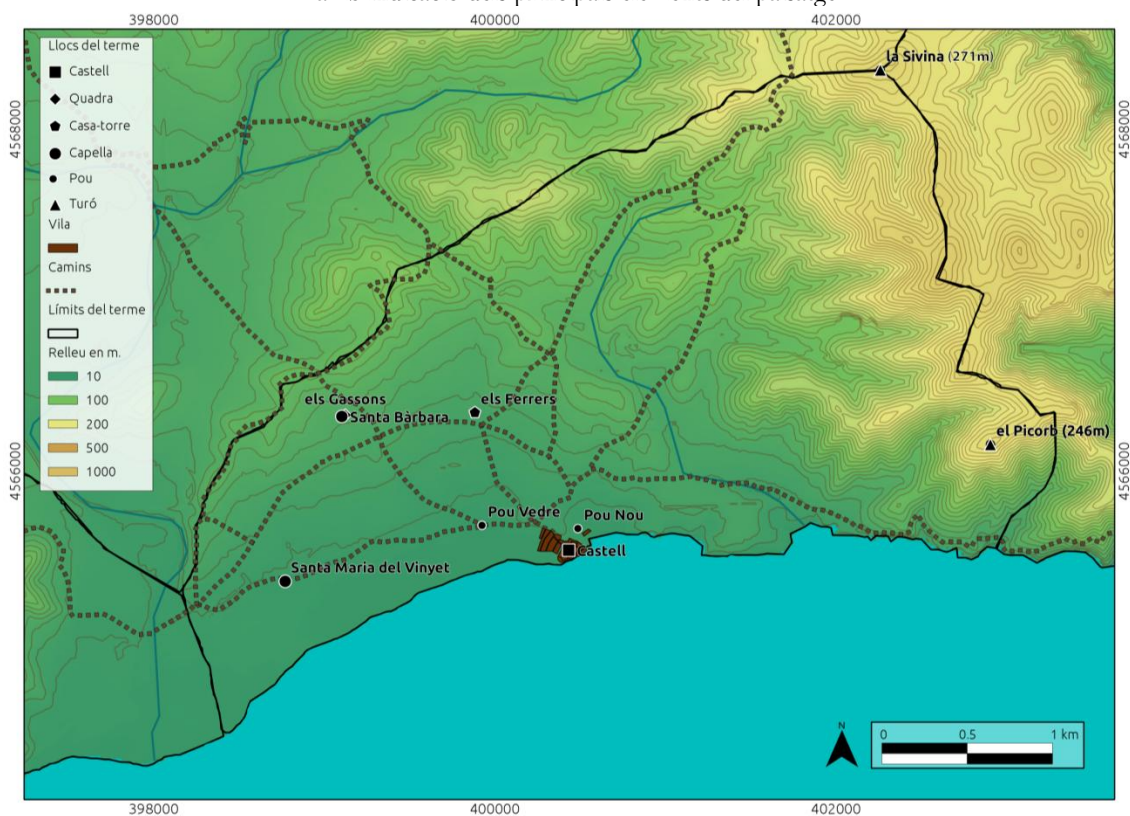 398000
400000
402000
Llocs del terme
Castell
Quadra
Casa-torre
Capella
Pou
Turó
Vila
Camins
Límits del terme
Relleu en m.
10
100
200
500
1000
4568000
4568000
4566000
4566000
la Sivina (271m)
els Gassons
Santa Bàrbara
els Ferrers
el Picorb (246m)
Pou Vedre
Pou Nou
Castell
Santa Maria del Vinyet
N
0 0.5 1 km
398000
400000
402000